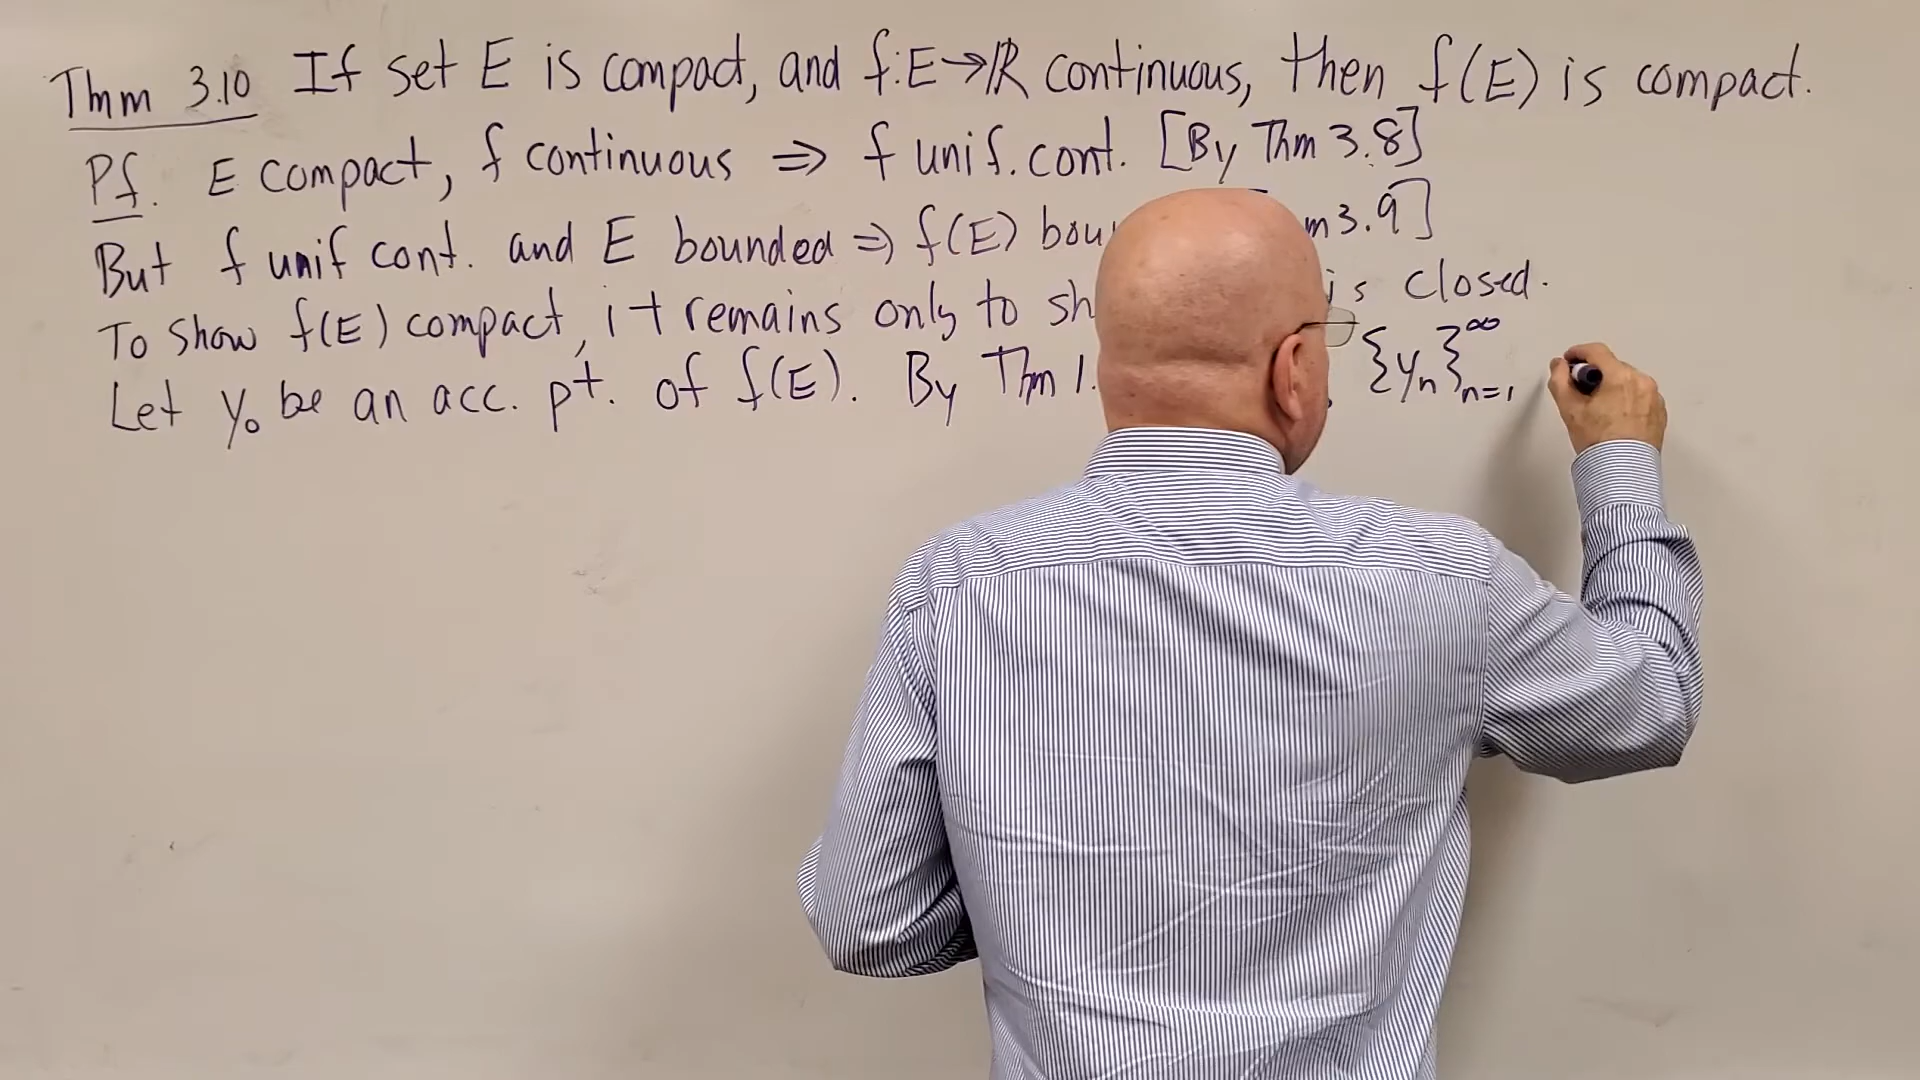 Thm 3.10 If set E is compact, and f:E→ℝ continuous, then f(E) is compact.
Pf. E compact, f continuous ⇒ f unif. cont. [By Thm 3.8]
But f unif cont. and E bounded ⇒ f(E) bou m 3.9]
To show f(E) compact, it remains only to sh is closed.
Let y₀ be an acc. pt. of f(E). By Thm 1. {yₙ}ₙ₌₁^∞